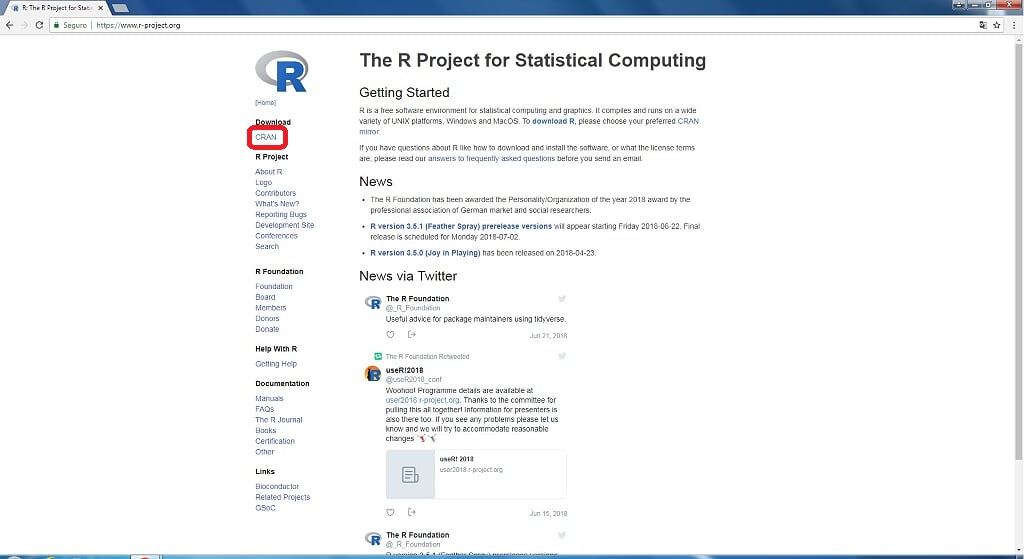 R: The R Project for Statis
Seguro
https://www.r-project.org
R
[Home]
Download
CRAN
R Project
About R
Logo
Contributors
What's New?
Reporting Bugs
Development Site
Conferences
Search
R Foundation
Foundation
Board
Members
Donors
Donate
Help With R
Getting Help
Documentation
Manuals
FAQs
The R Journal
Books
Certification
Other
Links
Bioconductor
Related Projects
GSoC
The R Project for Statistical Computing
Getting Started
R is a free software environment for statistical computing and graphics. It compiles and runs on a wide
variety of UNIX platforms, Windows and MacOS. To download R, please choose your preferred CRAN
mirror.
If you have questions about R like how to download and install the software, or what the license terms
are, please read our answers to frequently asked questions before you send an email.
News
• The R Foundation has been awarded the Personality/Organization of the year 2018 award by the
professional association of German market and social researchers.
• R version 3.5.1 (Feather Spray) prerelease versions will appear starting Friday 2018-06-22. Final
release is scheduled for Monday 2018-07-02.
• R version 3.5.0 (Joy in Playing) has been released on 2018-04-23.
News via Twitter
The R Foundation
@_R_Foundation
Useful advice for package maintainers using tidyverse.
Jun 21, 2018
The R Foundation Retweeted
useR!2018
@useR2018_conf
Woohoo! Programme details are available at
user2018.r-project.org. Thanks to the committee for
pulling this all together! Information for presenters is
also there too. If you see any problems please let us
know and we will try to accommodate reasonable
changes
useR! 2018
user2018.r-project.org
Jun 15, 2018
The R Foundation
@_R_Foundation
R version 3.5.1 (Feather Spray) prerelease versions